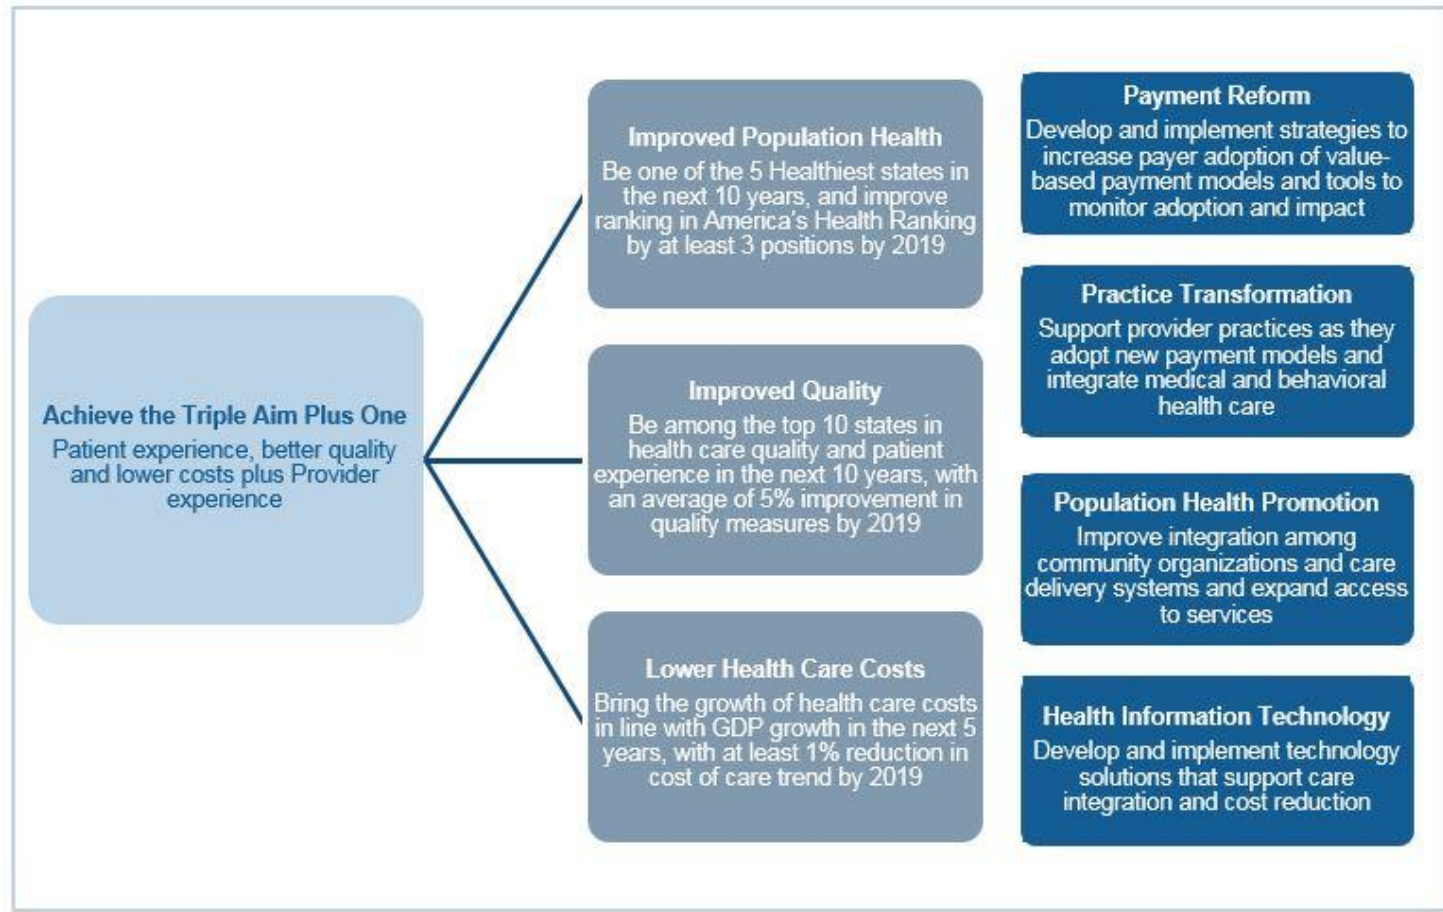 Achieve the Triple Aim Plus One
Patient experience, better quality
and lower costs plus Provider
experience
Improved Population Health
Be one of the 5 Healthiest states in
the next 10 years, and improve
ranking in America's Health Ranking
by at least 3 positions by 2019
Improved Quality
Be among the top 10 states in
health care quality and patient
experience in the next 10 years, with
an average of 5% improvement in
quality measures by 2019
Lower Health Care Costs
Bring the growth of health care costs
in line with GDP growth in the next 5
years, with at least 1% reduction in
cost of care trend by 2019
Payment Reform
Develop and implement strategies to
increase payer adoption of value-
based payment models and tools to
monitor adoption and impact
Practice Transformation
Support provider practices as they
adopt new payment models and
integrate medical and behavioral
health care
Population Health Promotion
Improve integration among
community organizations and care
delivery systems and expand access
to services
Health Information Technology
Develop and implement technology
solutions that support care
integration and cost reduction